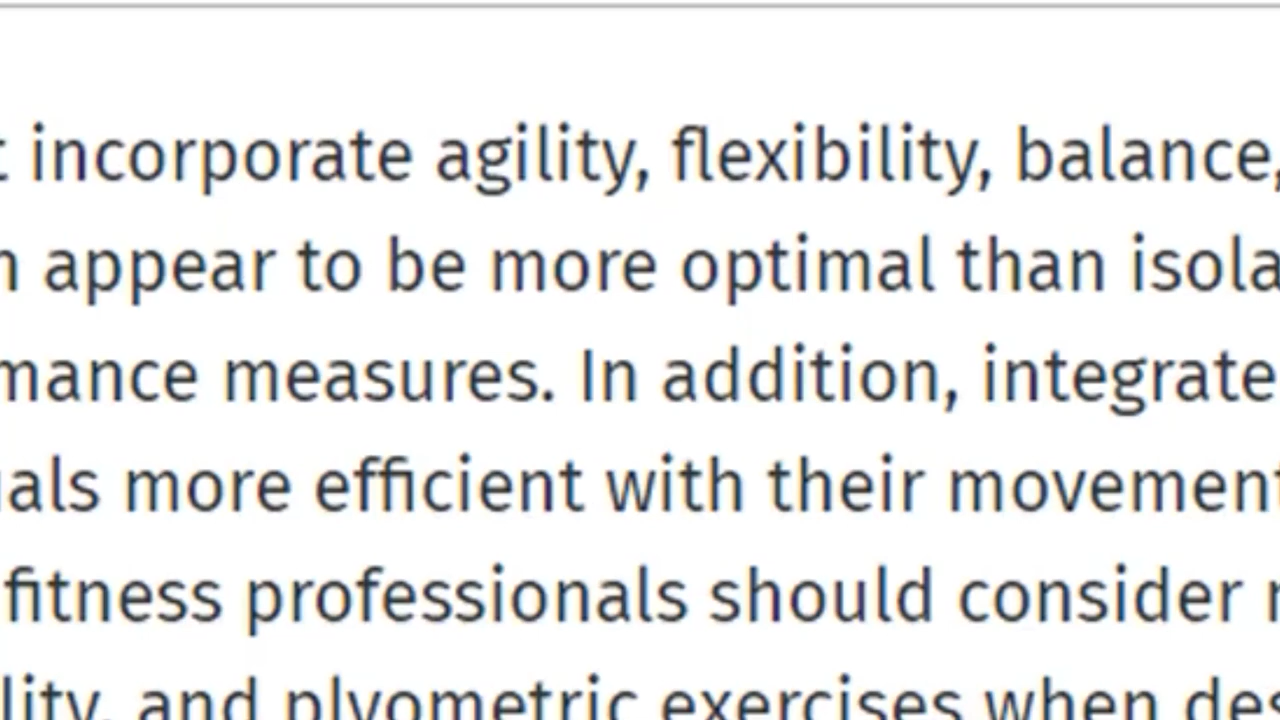 t incorporate agility, flexibility, balance,
n appear to be more optimal than isola
mance measures. In addition, integrate
als more efficient with their movement
fitness professionals should consider
lity, and plyometric exercises when des